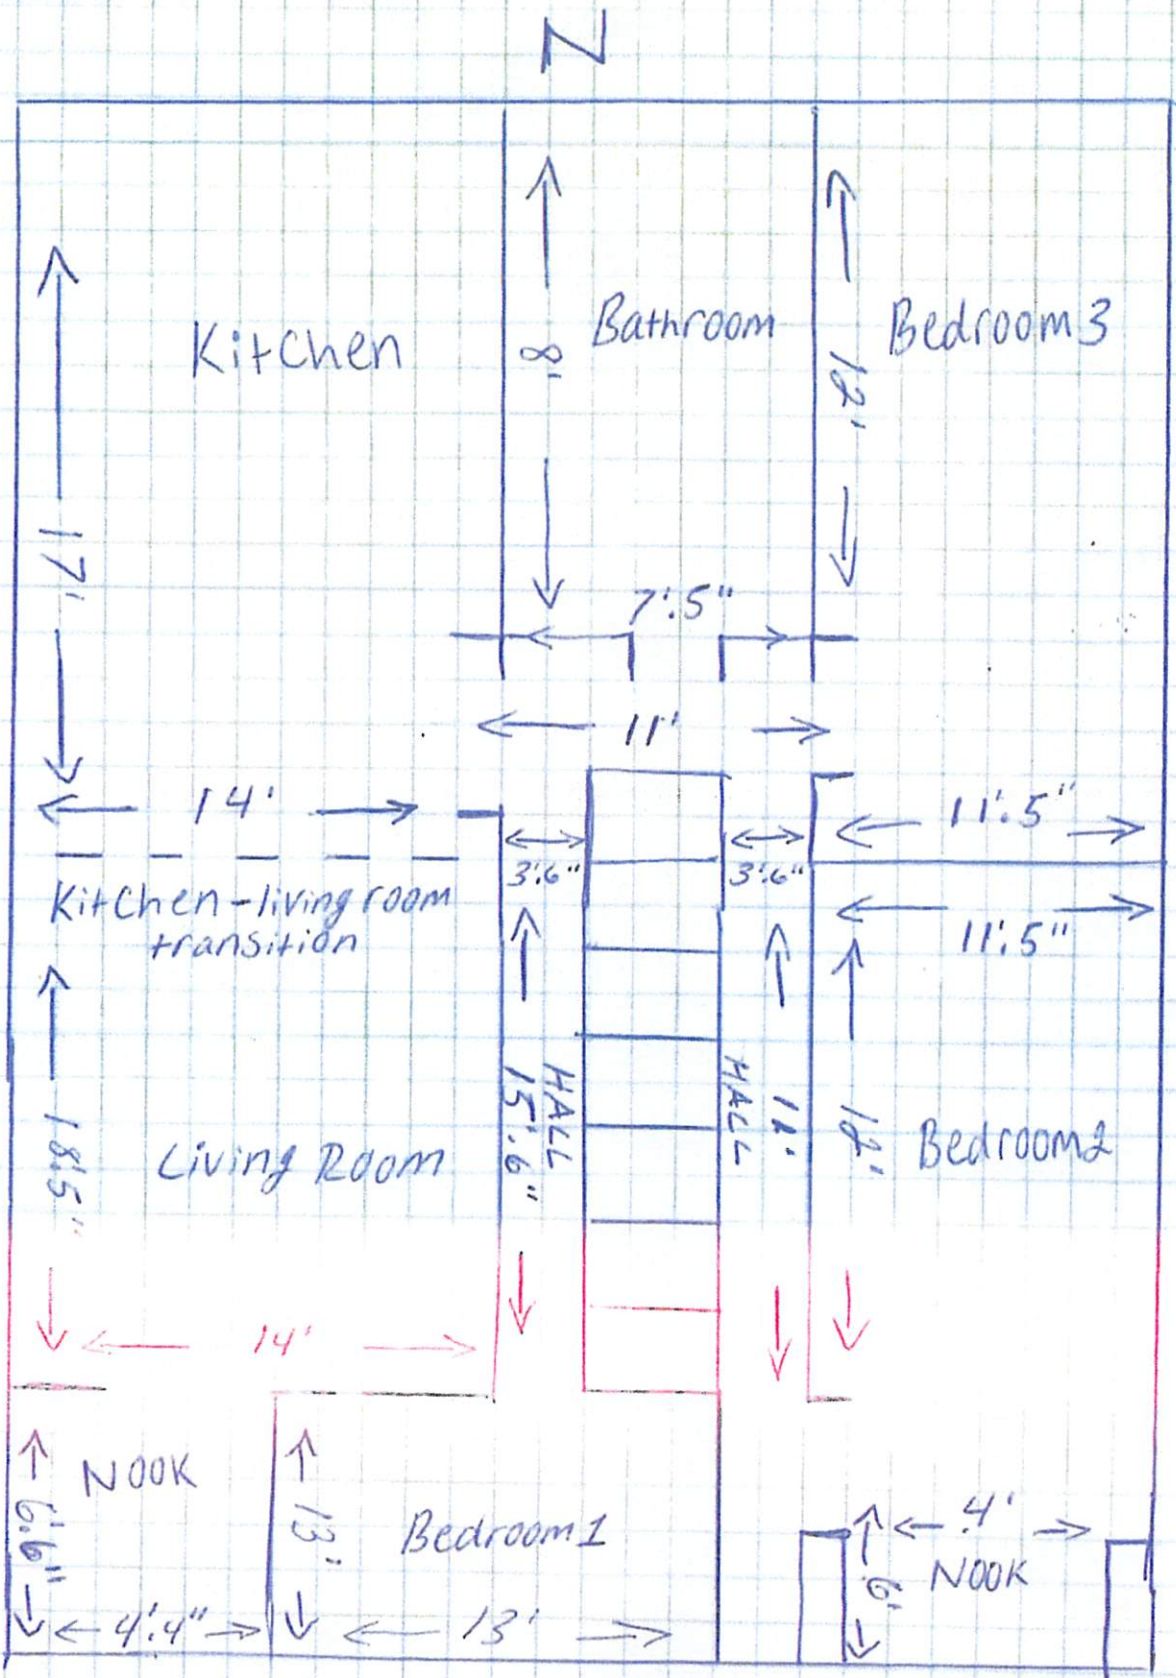 N
Kitchen
8'
Bathroom
12'
Bedroom3
17'
7'.5"
11'
14'
11'.5"
3'.6"
3'.6"
Kitchen-living room
transition
11'.5"
HALL
15'.6"
HALL
12'
Bedroom2
18'.5"
Living Room
14'
NOOK
6'.6"
4'.4"
13'
Bedroom1
13'
4'
NOOK
6'